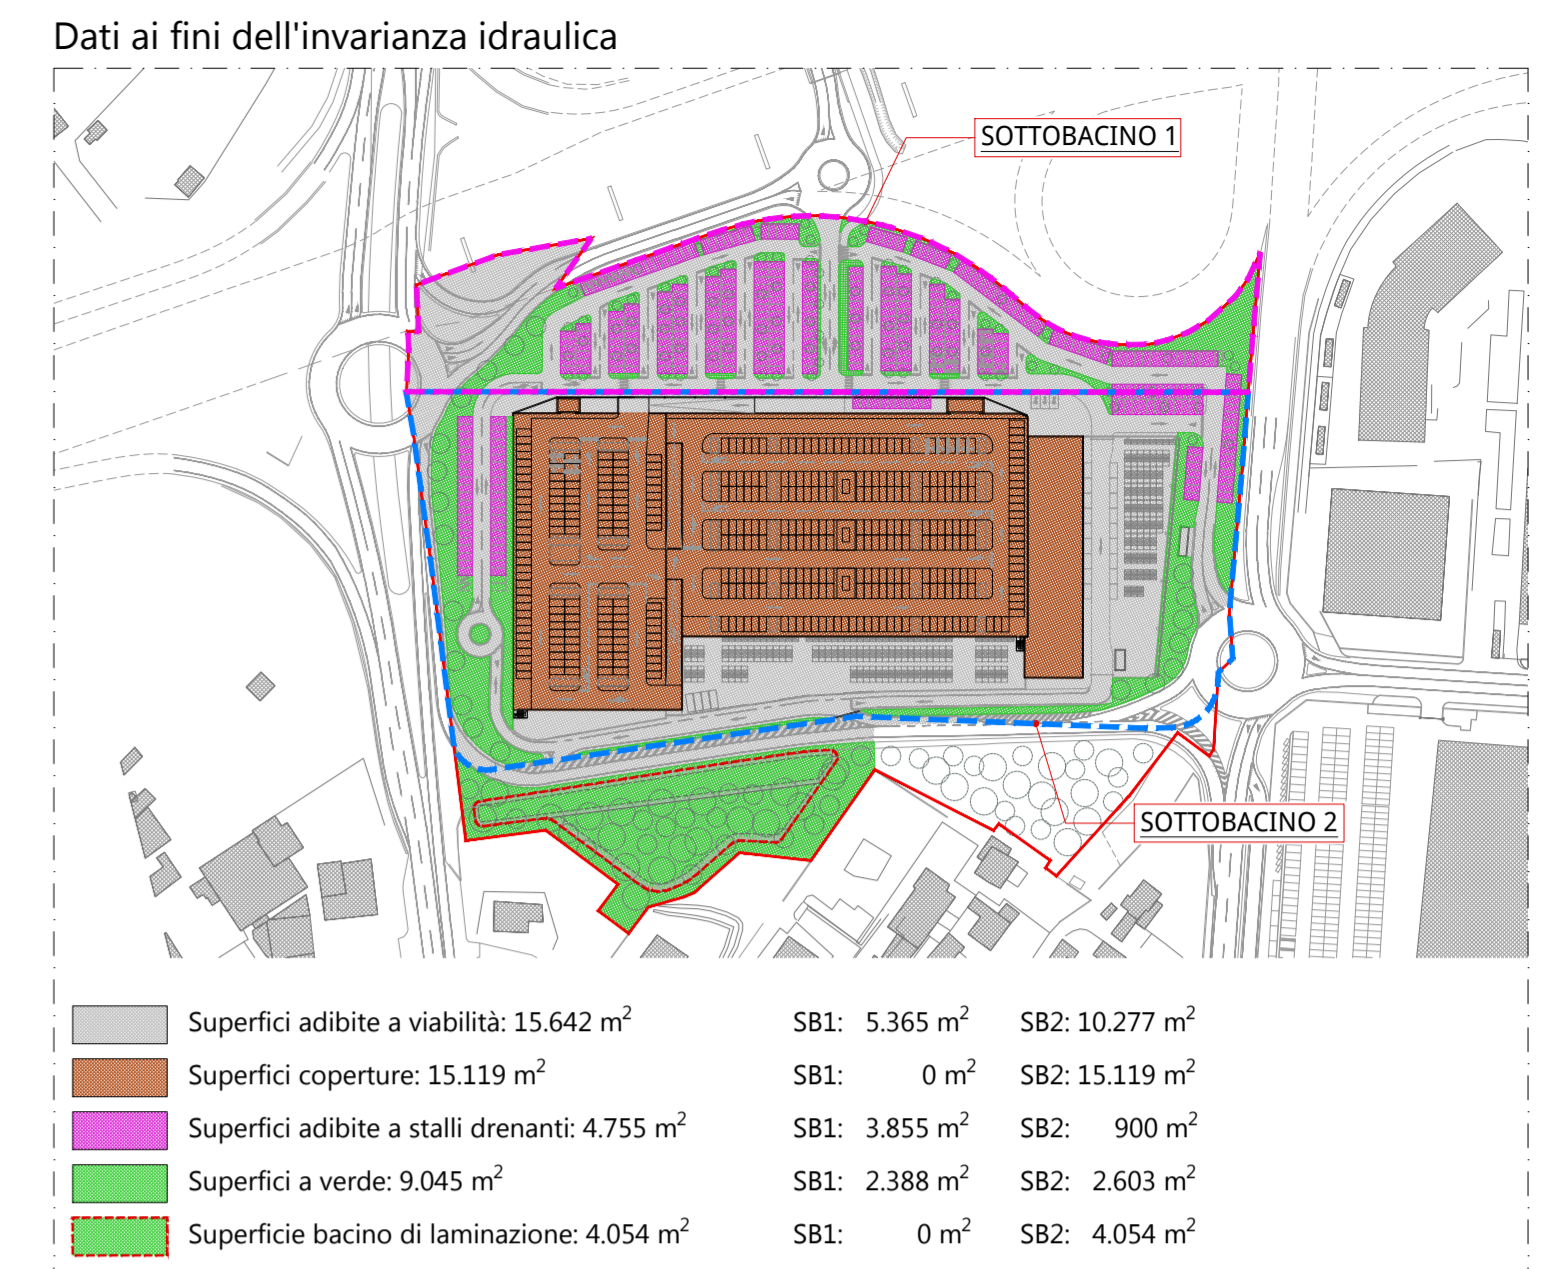 Dati ai fini dell'invarianza idraulica
SOTTOBACINO 1
SOTTOBACINO 2
Superfici adibite a viabilità: 15.642 m² SB1: 5.365 m² SB2: 10.277 m²
Superfici coperture: 15.119 m² SB1: 0 m² SB2: 15.119 m²
Superfici adibite a stalli drenanti: 4.755 m² SB1: 3.855 m² SB2: 900 m²
Superfici a verde: 9.045 m² SB1: 2.388 m² SB2: 2.603 m²
Superficie bacino di laminazione: 4.054 m² SB1: 0 m² SB2: 4.054 m²